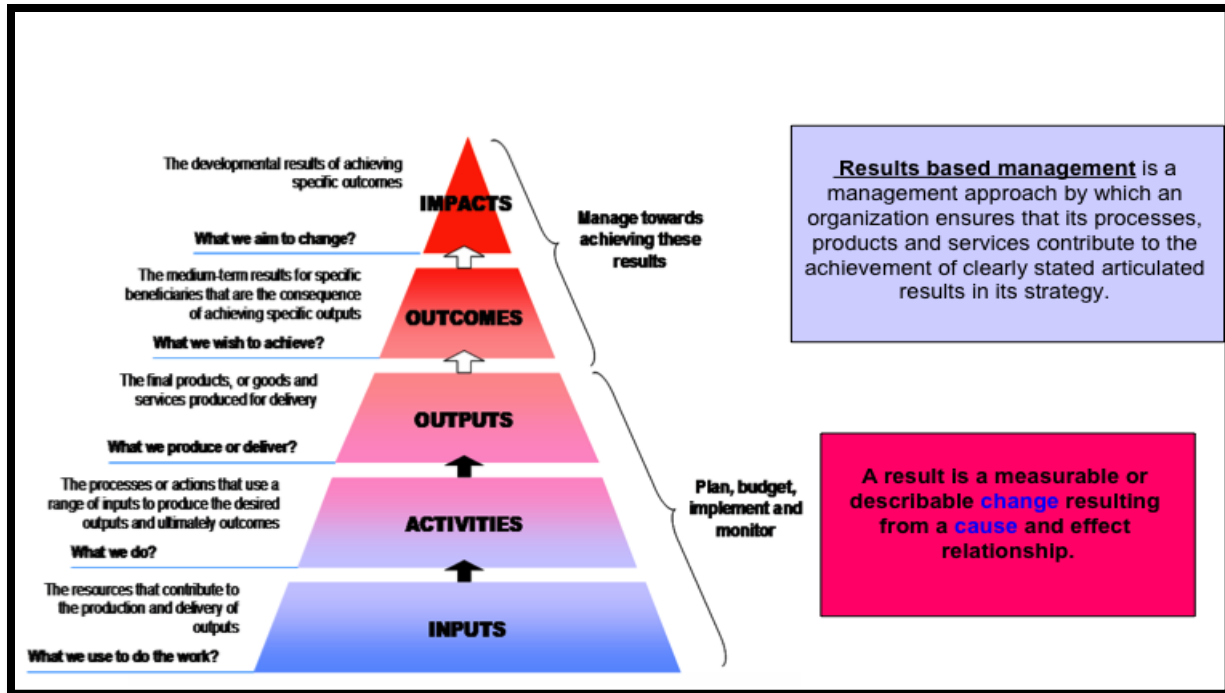 The developmental results of achieving
specific outcomes
IMPACTS
What we aim to change?
The medium-term results for specific
beneficiaries that are the consequence
of achieving specific outputs
OUTCOMES
What we wish to achieve?
The final products, or goods and
services produced for delivery
OUTPUTS
What we produce or deliver?
The processes or actions that use a
range of inputs to produce the desired
outputs and ultimately outcomes
ACTIVITIES
What we do?
The resources that contribute to
the production and delivery of
outputs
INPUTS
What we use to do the work?
Manage towards
achieving these
results
Plan, budget,
implement and
monitor
Results based management is a
management approach by which an
organization ensures that its processes,
products and services contribute to the
achievement of clearly stated articulated
results in its strategy.
A result is a measurable or
describable change resulting
from a cause and effect
relationship.